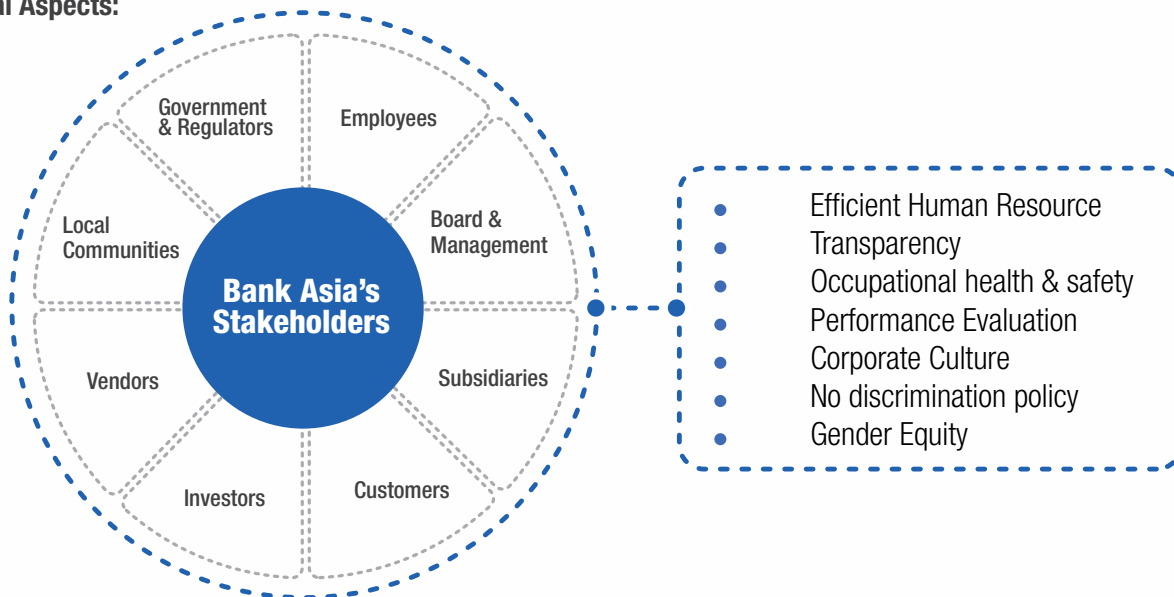 al Aspects:
Government
& Regulators
Employees
Local
Communities
Board &
Management
Bank Asia's
Stakeholders
Vendors
Subsidiaries
Investors
Customers
Efficient Human Resource
Transparency
Occupational health & safety
Performance Evaluation
Corporate Culture
No discrimination policy
Gender Equity